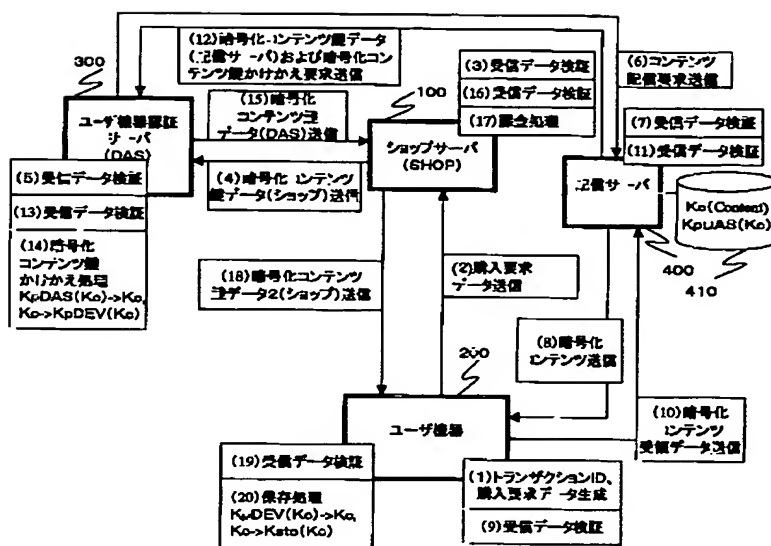 (12)暗号化コンテンツ鍵データ
(配信サーバ)および暗号化コン
テンツ鍵かけかえ要求送信
300
ユーザ機器認証
サーバ
(DAS)
(15)暗号化
コンテンツ鍵
データ(DAS)送信
(4)暗号化コンテンツ
鍵データ(ショップ)送信
100
ショップサーバ
(SHOP)
(3)受信データ検証
(16)受信データ検証
(17)課金処理
(6)コンテンツ
配信要求送信
(7)受信データ検証
(11)受信データ検証
配信サーバ
Kc(Content)
KpDAS(Kc)
400
410
(5)受信データ検証
(13)受信データ検証
(14)暗号化
コンテンツ鍵
かけかえ処理
KpDAS(Kc)->Kc,
Kc->KpDEV(Kc)
(18)暗号化コンテンツ
鍵データ2(ショップ)送信
(2)購入要求
データ送信
(8)暗号化
コンテンツ送信
(10)暗号化
コンテンツ
受領データ送信
200
ユーザ機器
(19)受信データ検証
(20)保存処理
KsDEV(Kc)->Kc,
Kc->Ksto(Kc)
(1)トランザクションID、
購入要求データ生成
(9)受信データ検証